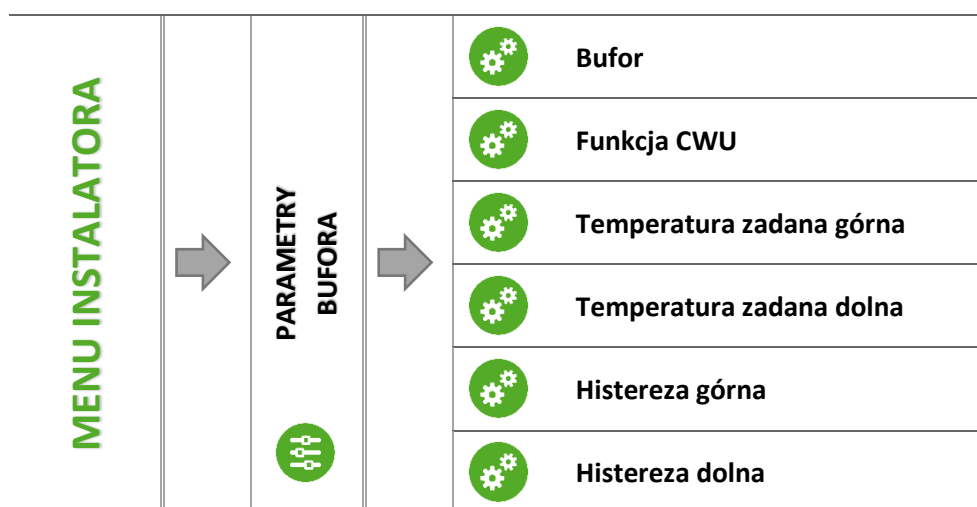 MENU INSTALATORA
PARAMETRY
BUFORA
Bufor
Funkcja CWU
Temperatura zadana górna
Temperatura zadana dolna
Histereza górna
Histereza dolna